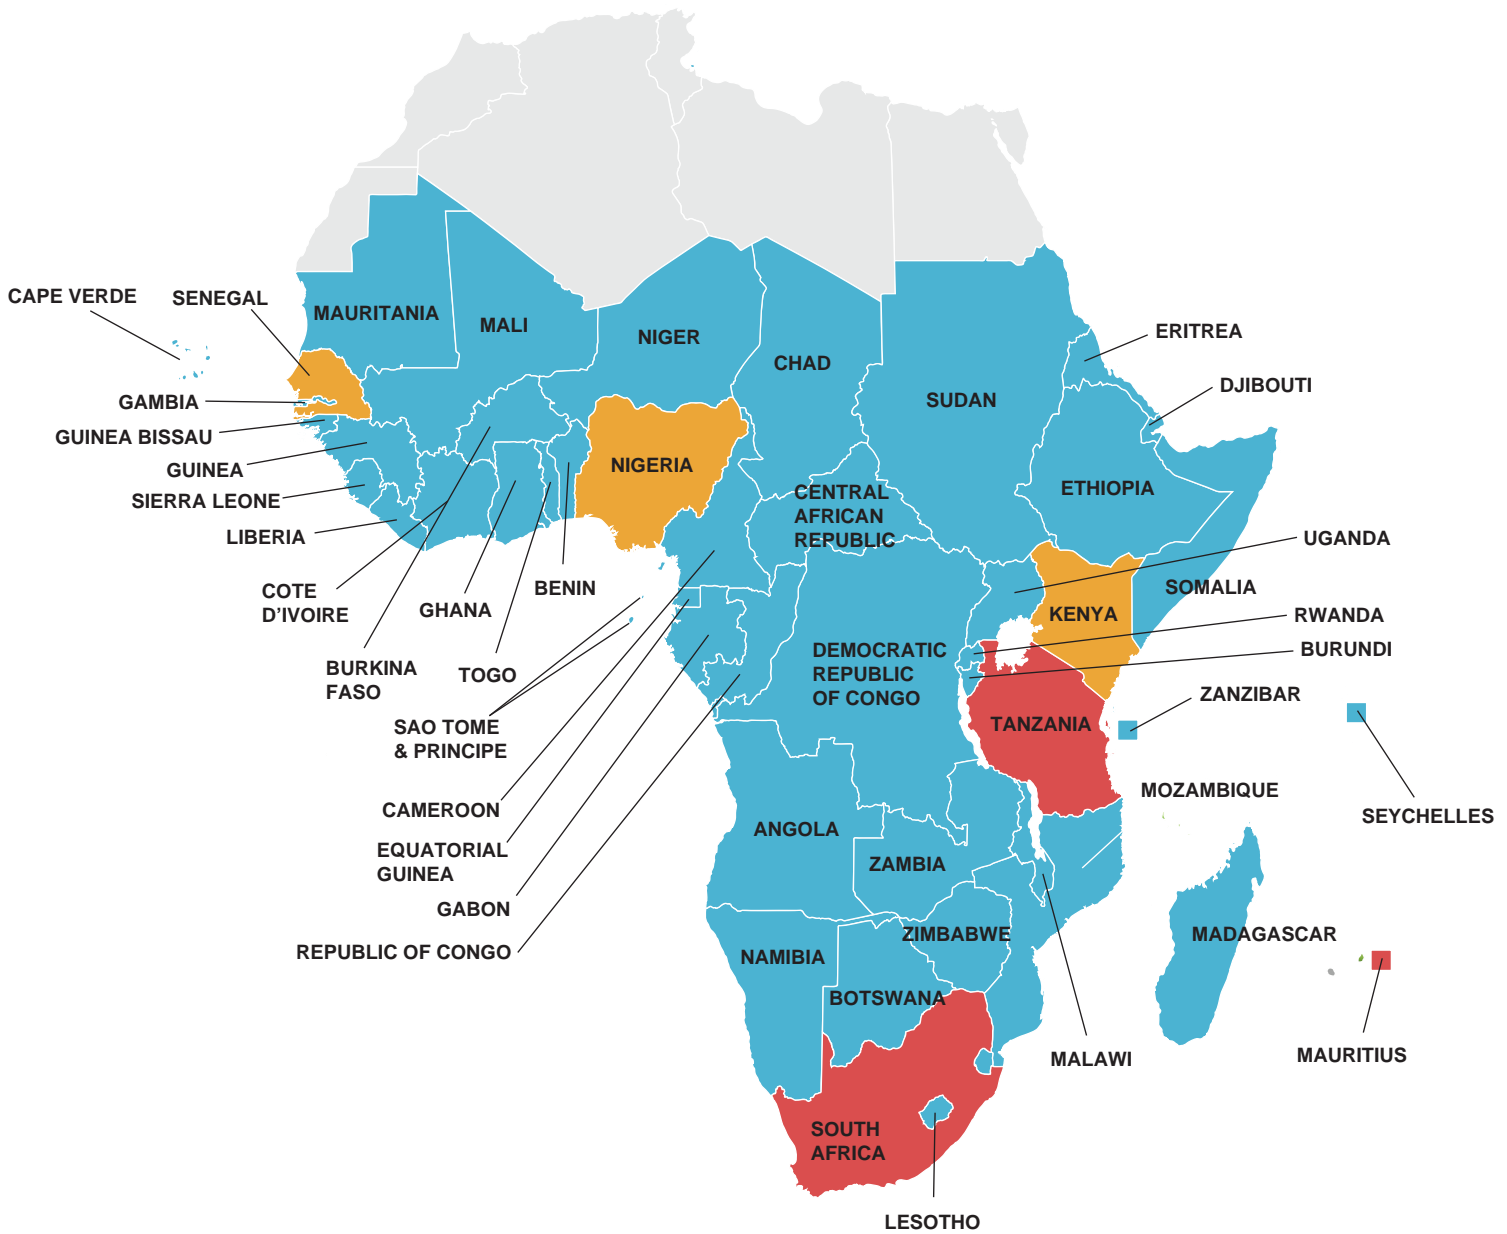 CAPE VERDE
SENEGAL
MAURITANIA
MALI
NIGER
CHAD
SUDAN
ERITREA
DJIBOUTI
GAMBIA
GUINEA BISSAU
GUINEA
SIERRA LEONE
LIBERIA
NIGERIA
ETHIOPIA
CENTRAL
AFRICAN
REPUBLIC
UGANDA
COTE
D'IVOIRE
GHANA
BENIN
SOMALIA
KENYA
RWANDA
BURUNDI
BURKINA
FASO
TOGO
DEMOCRATIC
REPUBLIC
OF CONGO
ZANZIBAR
SAO TOME
& PRINCIPE
TANZANIA
MOZAMBIQUE
SEYCHELLES
CAMEROON
ANGOLA
EQUATORIAL
GUINEA
ZAMBIA
GABON
REPUBLIC OF CONGO
NAMIBIA
ZIMBABWE
MADAGASCAR
BOTSWANA
MALAWI
MAURITIUS
SOUTH
AFRICA
LESOTHO